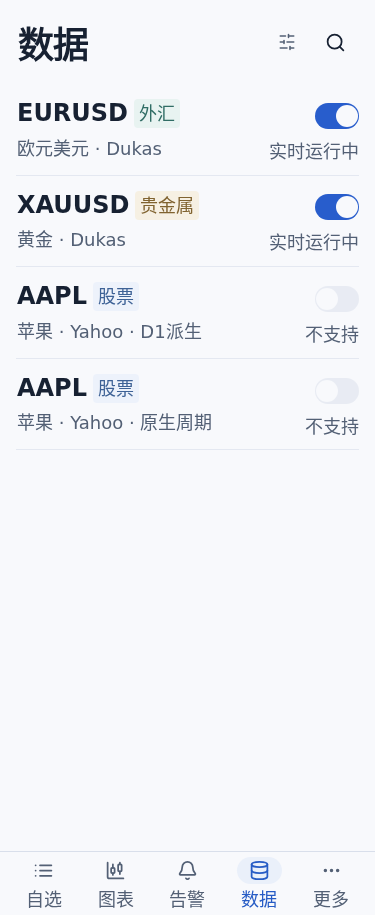 数据
EURUSD 外汇
欧元美元 · Dukas 实时运行中
XAUUSD 贵金属
黄金 · Dukas 实时运行中
AAPL 股票
苹果 · Yahoo · D1派生 不支持
AAPL 股票
苹果 · Yahoo · 原生周期 不支持
自选 图表 告警 数据 更多